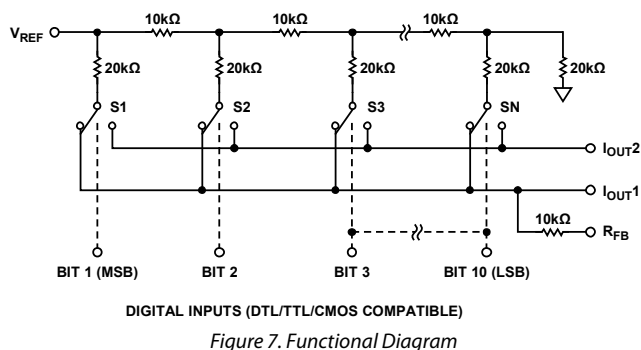 10kΩ 10kΩ 10kΩ
VREF
20kΩ 20kΩ 20kΩ 20kΩ 20kΩ
S1 S2 S3 SN
IOUT2
IOUT1
10kΩ
RFB
BIT 1 (MSB) BIT 2 BIT 3 BIT 10 (LSB)
DIGITAL INPUTS (DTL/TTL/CMOS COMPATIBLE)
Figure 7. Functional Diagram